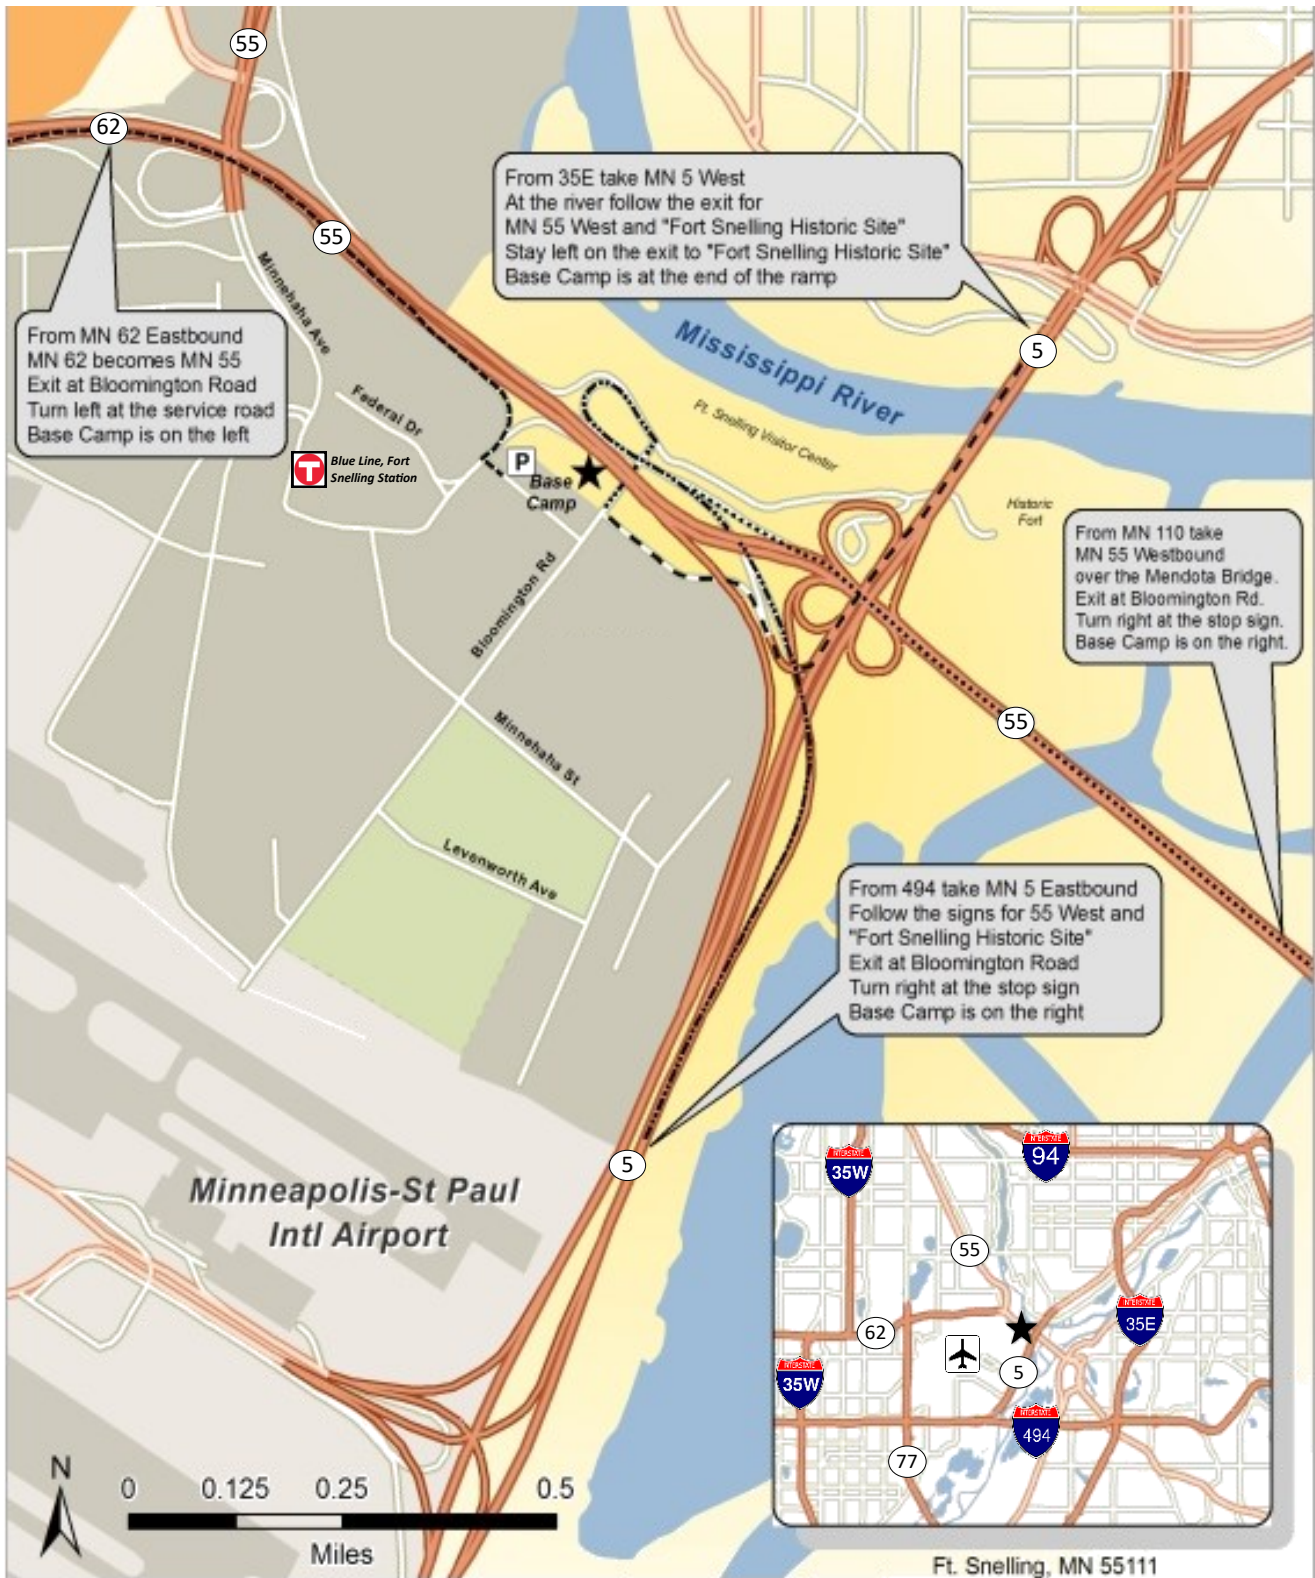 55
62
From 35E take MN 5 West
At the river follow the exit for
MN 55 West and "Fort Snelling Historic Site"
Stay left on the exit to "Fort Snelling Historic Site"
Base Camp is at the end of the ramp
55
Minnehaha Ave
From MN 62 Eastbound
MN 62 becomes MN 55
Exit at Bloomington Road
Turn left at the service road
Base Camp is on the left
Mississippi River
5
Federal Dr
Ft. Snelling Visitor Center
T
Blue Line, Fort
Snelling Station
P
Base
Camp
Historic
Fort
From MN 110 take
MN 55 Westbound
over the Mendota Bridge.
Exit at Bloomington Rd.
Turn right at the stop sign.
Base Camp is on the right.
Bloomington Rd
55
Minnehaha St
Levenworth Ave
From 494 take MN 5 Eastbound
Follow the signs for 55 West and
"Fort Snelling Historic Site"
Exit at Bloomington Road
Turn right at the stop sign
Base Camp is on the right
5
Minneapolis-St Paul
Intl Airport
INTERSTATE
35W
INTERSTATE
94
55
INTERSTATE
35E
62
5
INTERSTATE
35W
INTERSTATE
494
77
N
0 0.125 0.25 0.5
Miles
Ft. Snelling, MN 55111